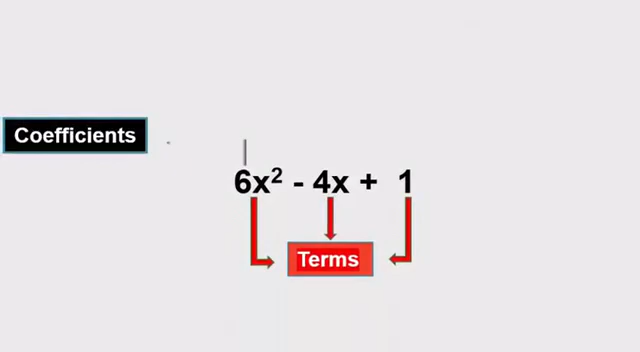 Coefficients
6x² - 4x + 1
Terms